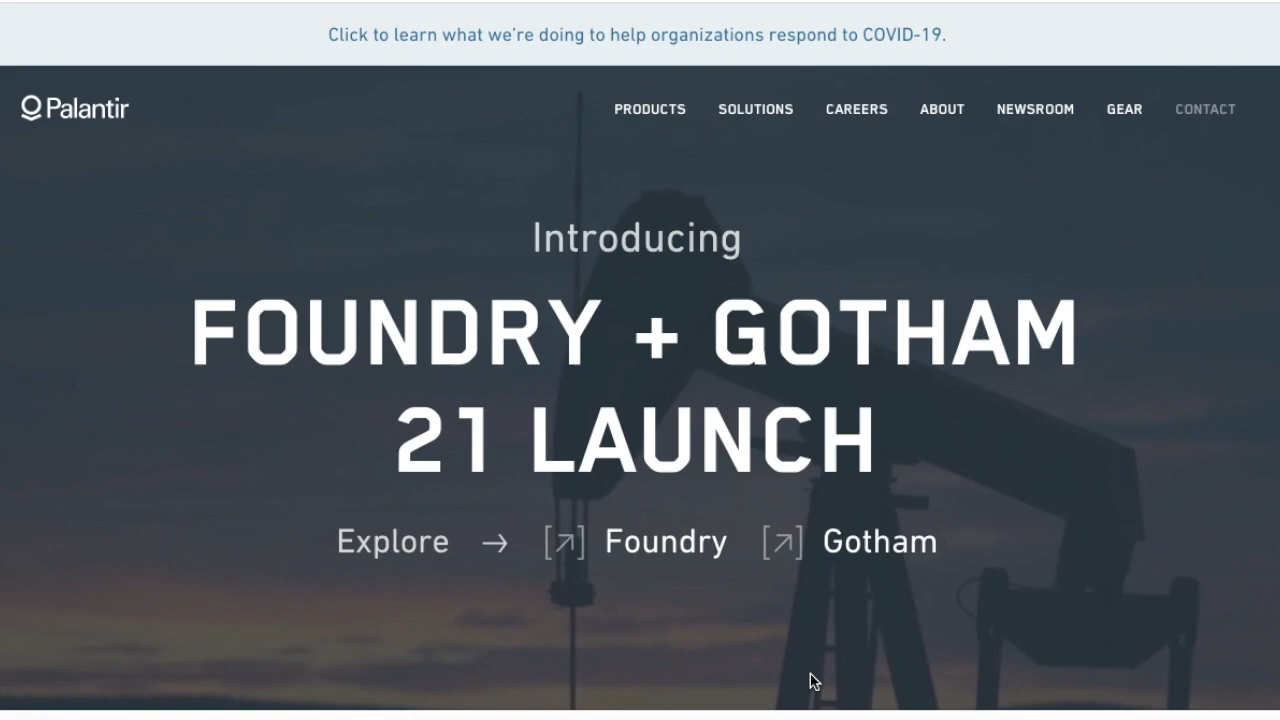 Click to learn what we're doing to help organizations respond to COVID-19.
Palantir PRODUCTS SOLUTIONS CAREERS ABOUT NEWSROOM GEAR CONTACT
Introducing
FOUNDRY + GOTHAM
21 LAUNCH
Explore → [↗] Foundry [↗] Gotham